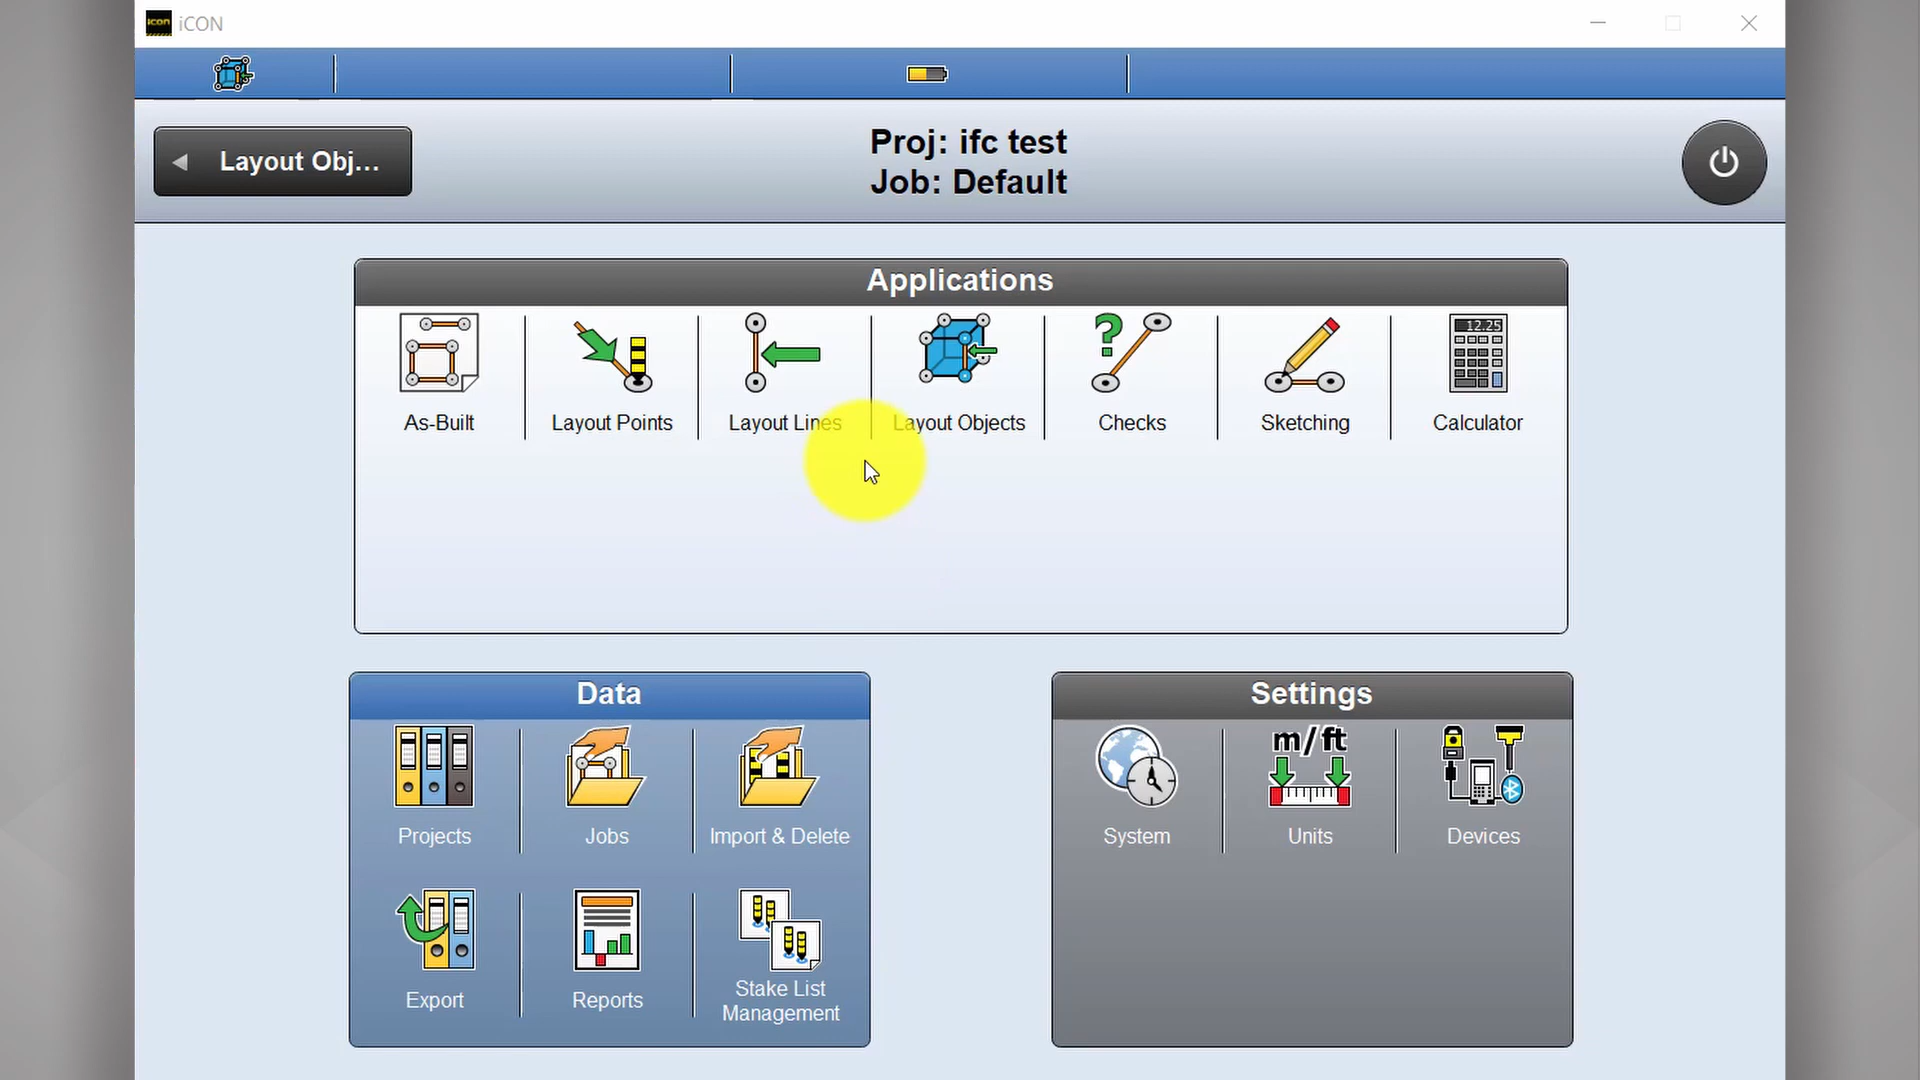 iCON
iCON
Layout Obj...
Proj: ifc test
Job: Default
Applications
12.25
As-Built
Layout Points
Layout Lines
Layout Objects
Checks
Sketching
Calculator
Data
Projects
Jobs
Import & Delete
Export
Reports
Stake List
Management
Settings
m/ft
System
Units
Devices